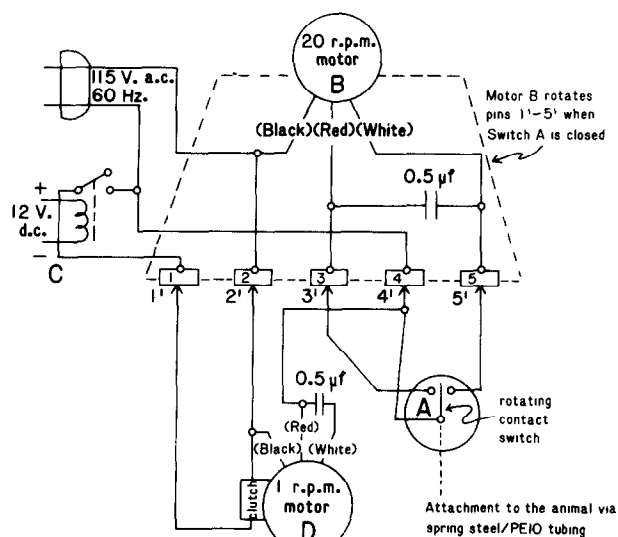 20 r.p.m.
motor
B
115 V. a.c.
60 Hz.
(Black)(Red)(White)
Motor B rotates
pins 1'-5' when
Switch A is closed
0.5 µf
+
12 V.
d.c.
−
C
1
2
3
4
5
1'
2'
3'
4'
5'
0.5 µf
(Red)
(Black)
(White)
A
rotating
contact
switch
clutch
1 r.p.m.
motor
D
Attachment to the animal via
spring steel/PE10 tubing